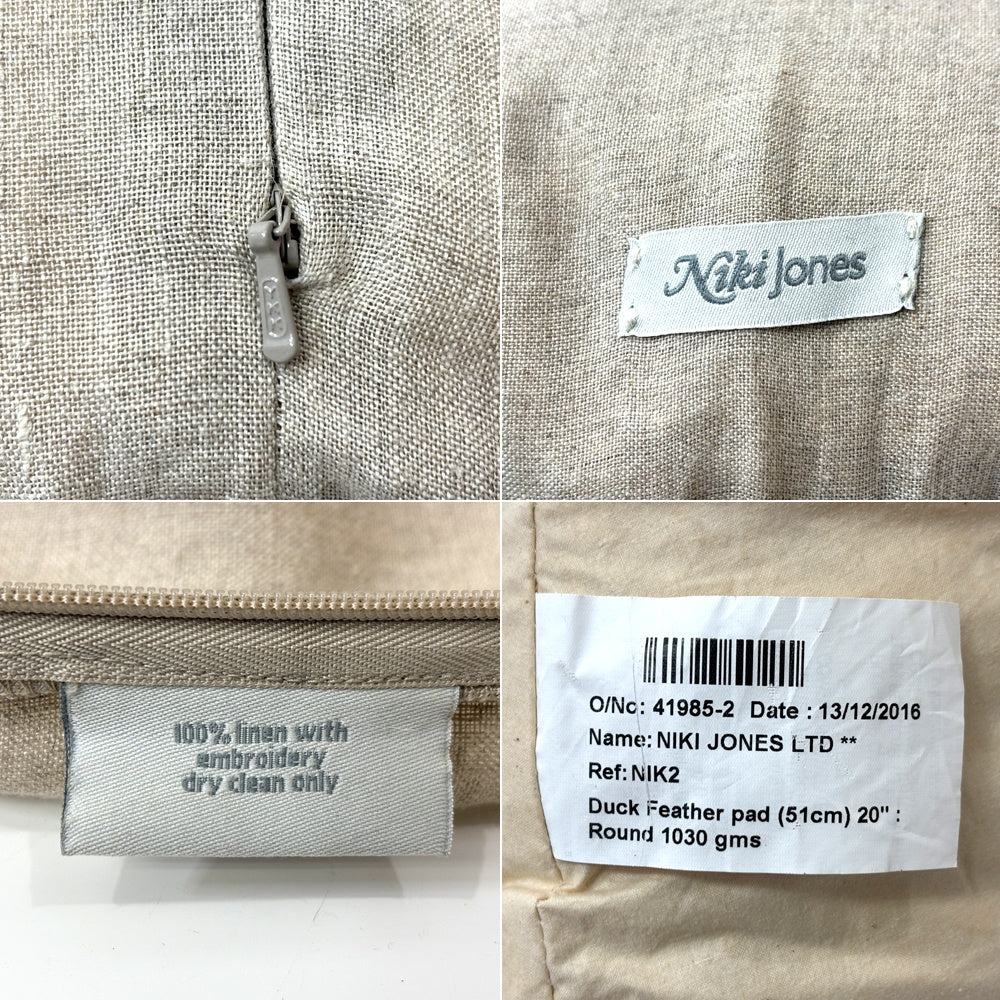 YKK
Niki Jones
100% linen with
embroidery
dry clean only
O/No: 41985-2 Date : 13/12/2016
Name: NIKI JONES LTD **
Ref: NIK2
Duck Feather pad (51cm) 20" :
Round 1030 gms